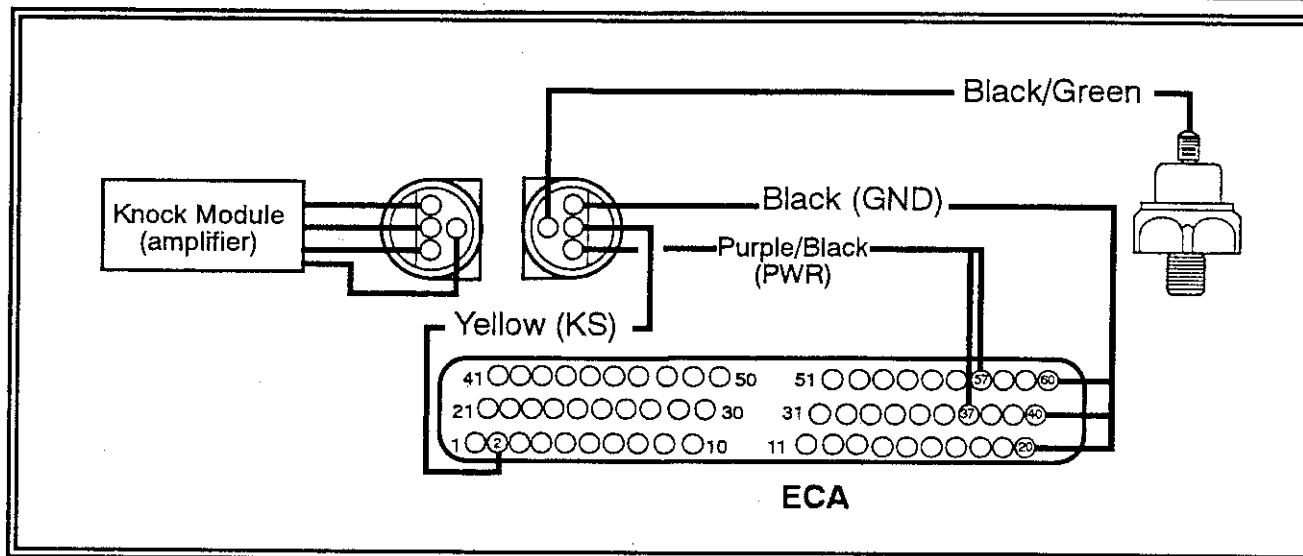 Black/Green
Knock Module
(amplifier)
Black (GND)
Purple/Black
(PWR)
Yellow (KS)
41 50 51 57 60
21 30 31 37 40
1 2 10 11 20
ECA